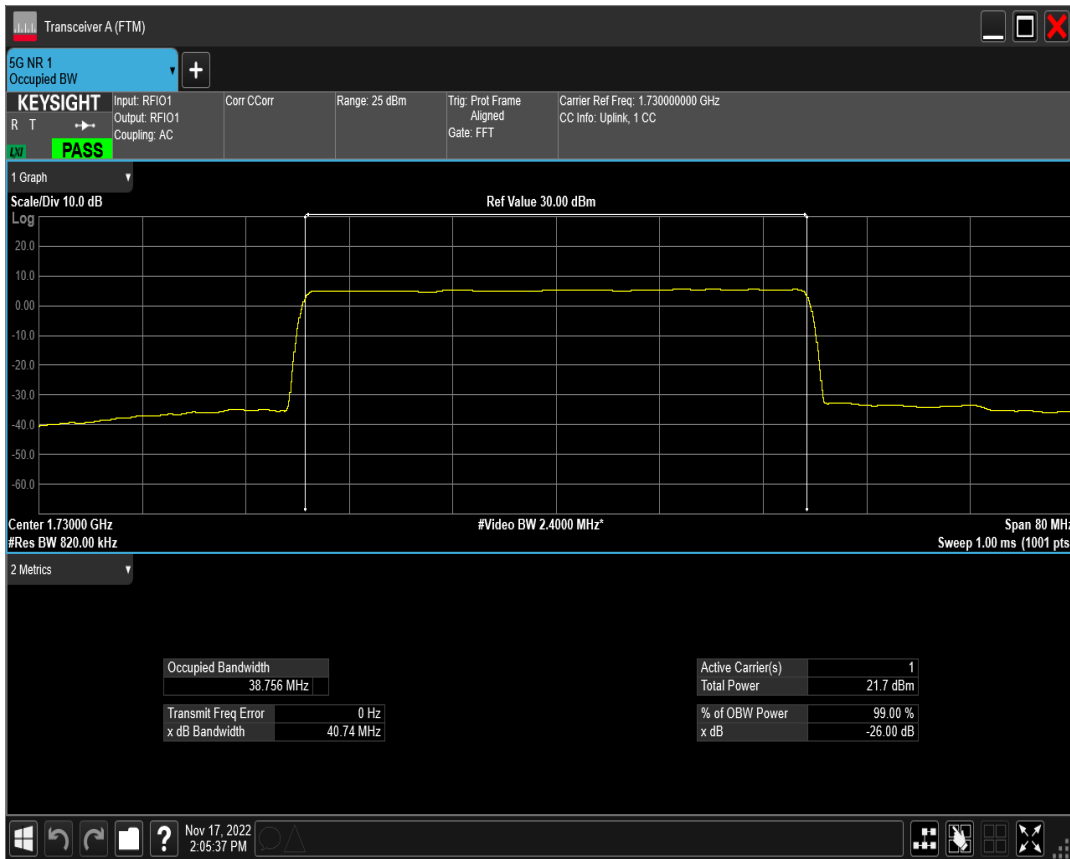 Transceiver A (FTM)
5G NR 1
Occupied BW
+
KEYSIGHT
R T
LXI
PASS
Input: RFIO1
Output: RFIO1
Coupling: AC
Corr CCorr
Range: 25 dBm
Trig: Prot Frame
Aligned
Gate: FFT
Carrier Ref Freq: 1.730000000 GHz
CC Info: Uplink, 1 CC
1 Graph
Scale/Div 10.0 dB
Ref Value 30.00 dBm
Log
20.0
10.0
0.00
-10.0
-20.0
-30.0
-40.0
-50.0
-60.0
Center 1.73000 GHz
#Video BW 2.4000 MHz*
Span 80 MHz
#Res BW 820.00 kHz
Sweep 1.00 ms (1001 pts
2 Metrics
Occupied Bandwidth
38.756 MHz
Transmit Freq Error 0 Hz
x dB Bandwidth 40.74 MHz
Active Carrier(s) 1
Total Power 21.7 dBm
% of OBW Power 99.00 %
x dB -26.00 dB
?
Nov 17, 2022
2:05:37 PM